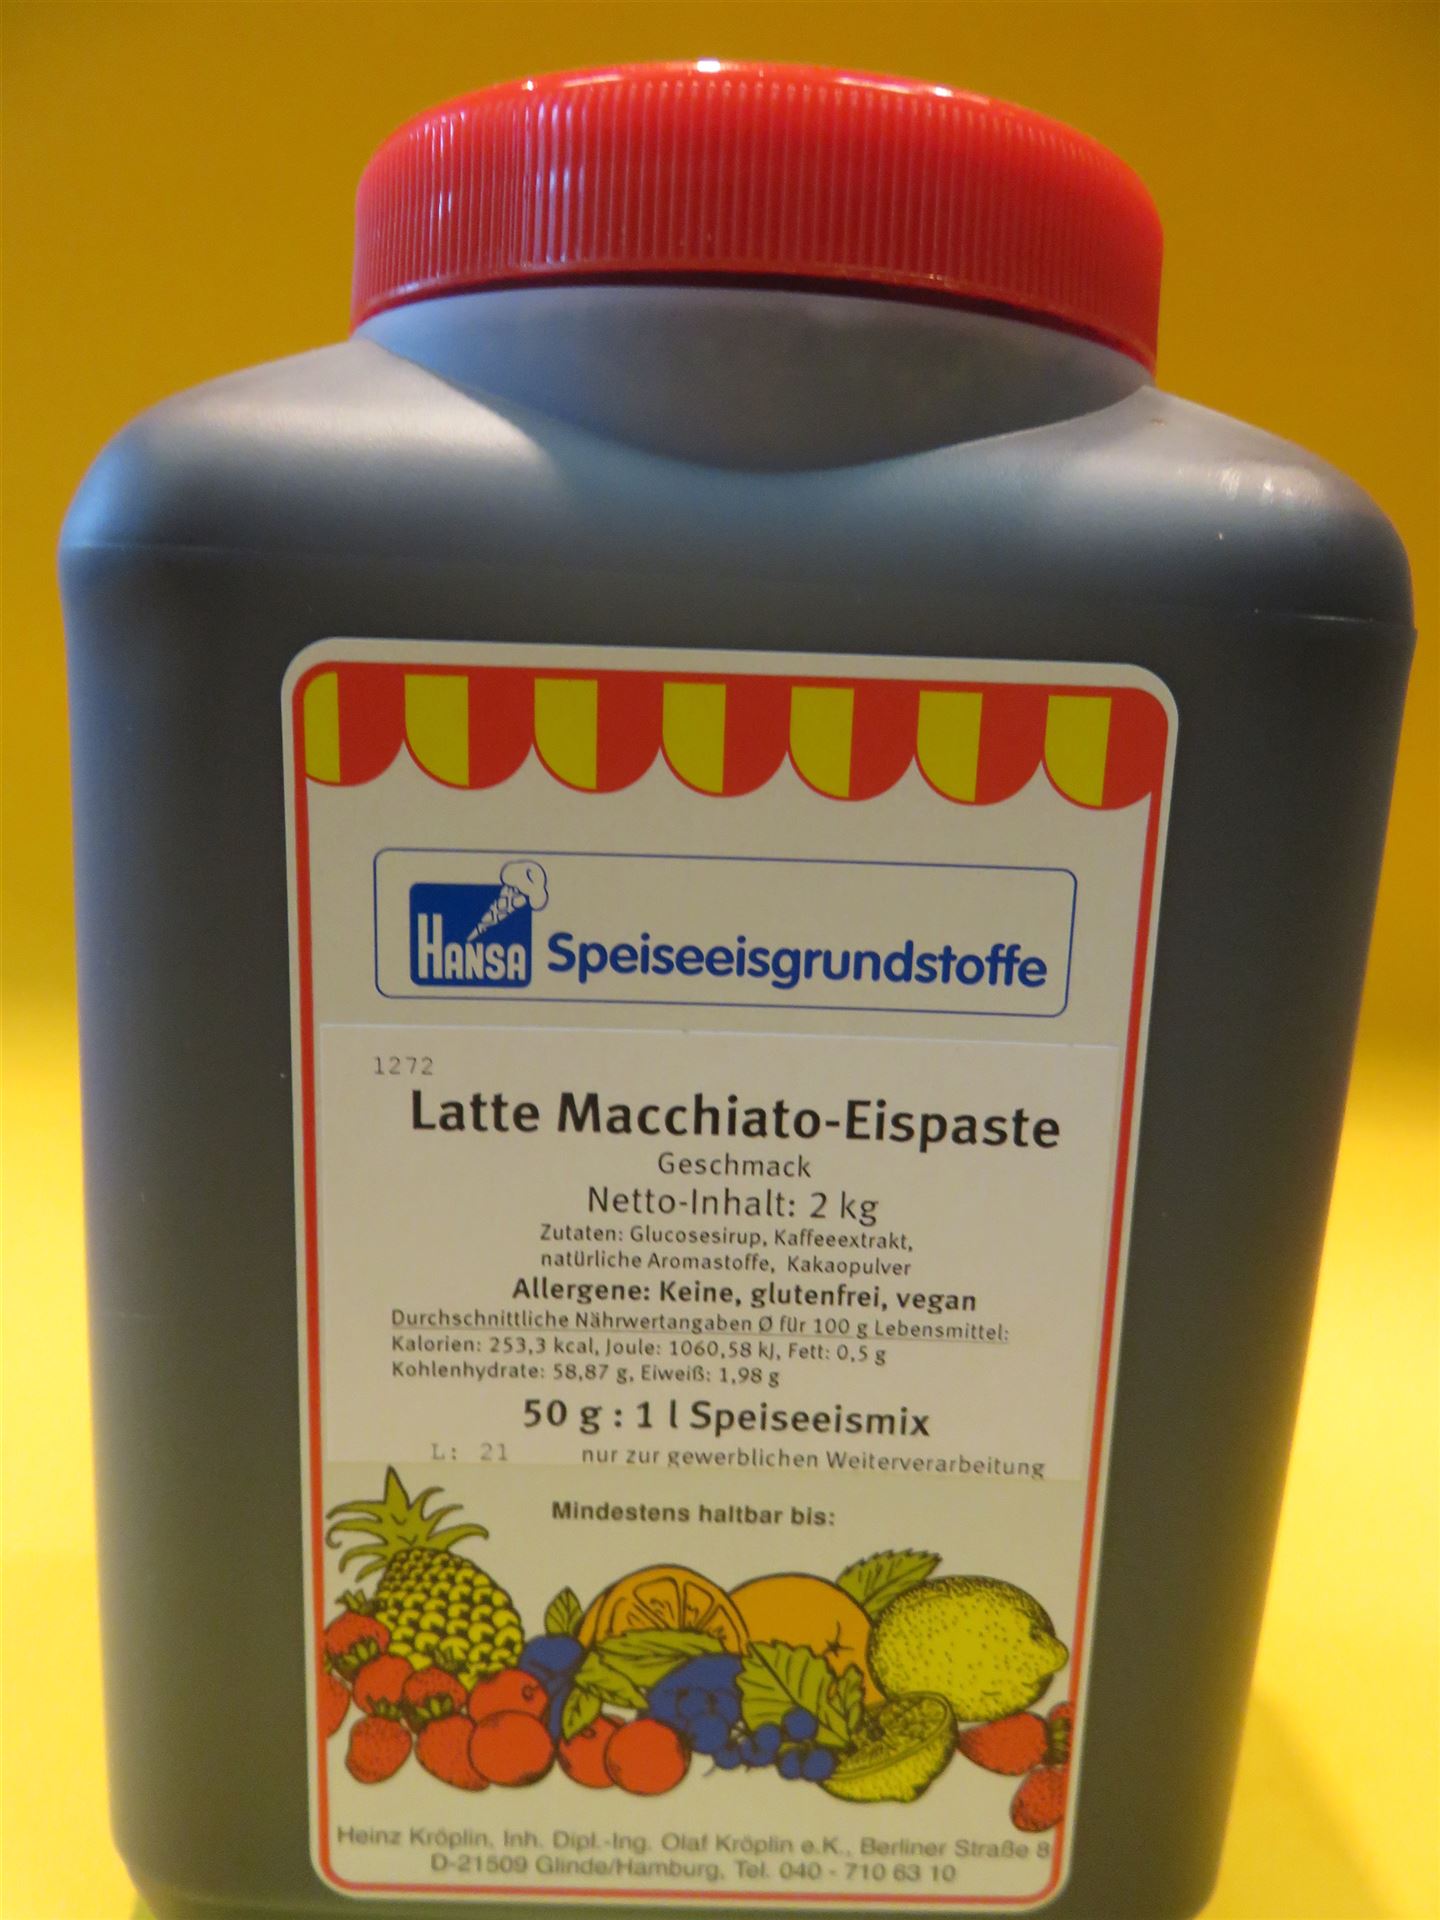 HANSA Speiseeisgrundstoffe
1272
Latte Macchiato-Eispaste
Geschmack
Netto-Inhalt: 2 kg
Zutaten: Glucosesirup, Kaffeeextrakt,
natürliche Aromastoffe, Kakaopulver
Allergene: Keine, glutenfrei, vegan
Durchschnittliche Nährwertangaben Ø für 100 g Lebensmittel:
Kalorien: 253,3 kcal, Joule: 1060,58 kJ, Fett: 0,5 g
Kohlenhydrate: 58,87 g, Eiweiß: 1,98 g
50 g : 1 l Speiseeismix
L: 21 nur zur gewerblichen Weiterverarbeitung
Mindestens haltbar bis:
Heinz Kröplin, Inh. Dipl.-Ing. Olaf Kröplin e.K., Berliner Straße 8
D-21509 Glinde/Hamburg, Tel. 040 - 710 63 10